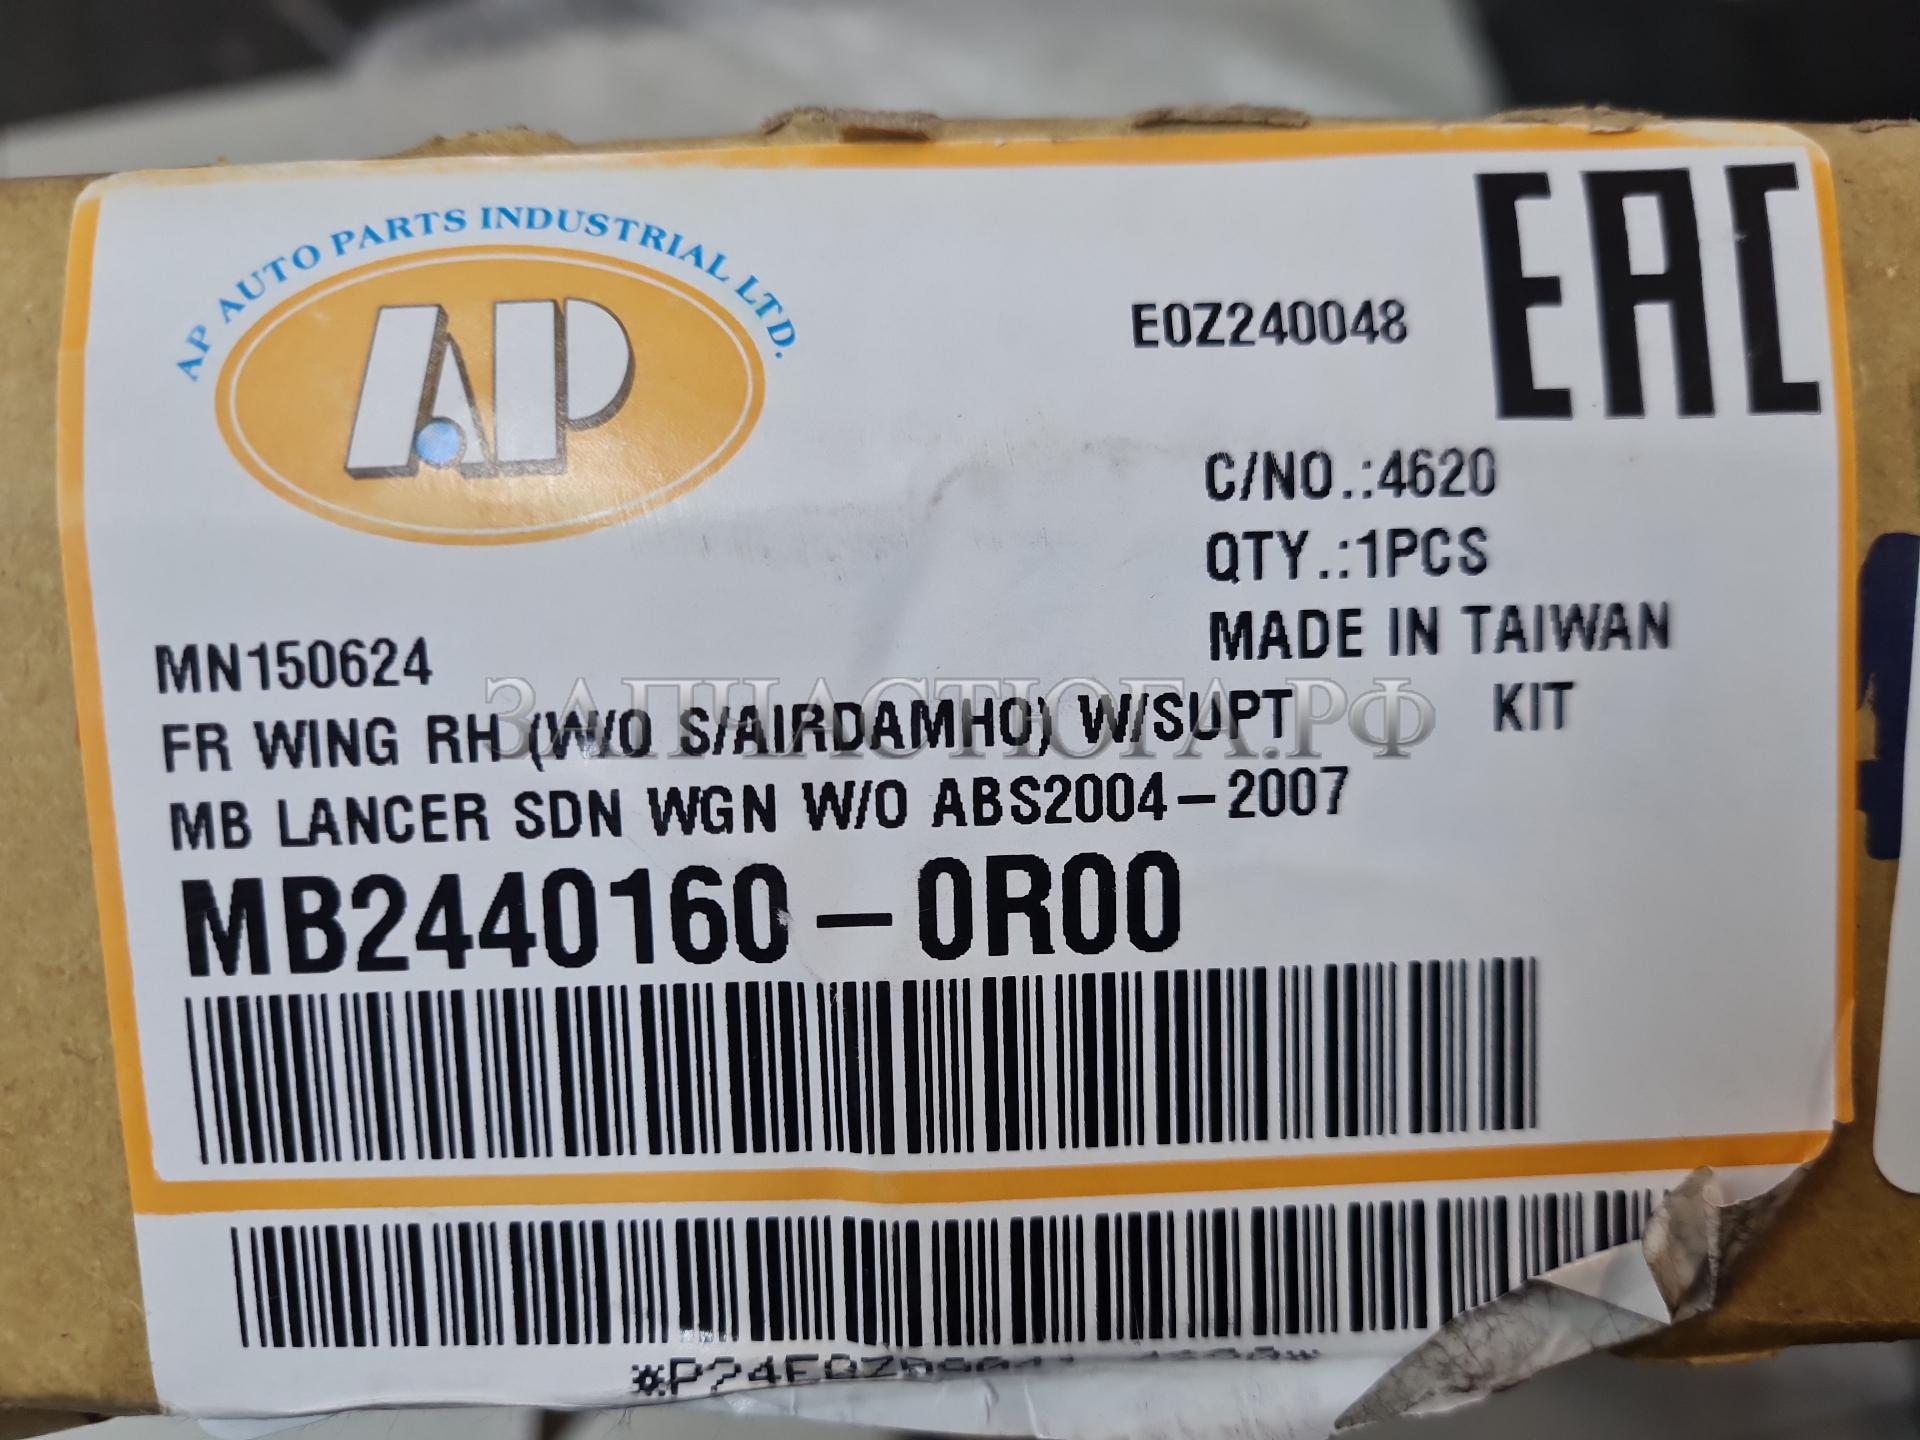 AP AUTO PARTS INDUSTRIAL LTD.
AP
E0Z240048
EAC
C/NO.:4620
QTY.:1PCS
MADE IN TAIWAN
MN150624
FR WING RH (W/O S/AIRDAMHO) W/SUPT KIT
ЗАПЧАСТЮГА.РФ
MB LANCER SDN WGN W/O ABS2004-2007
MB2440160-0R00